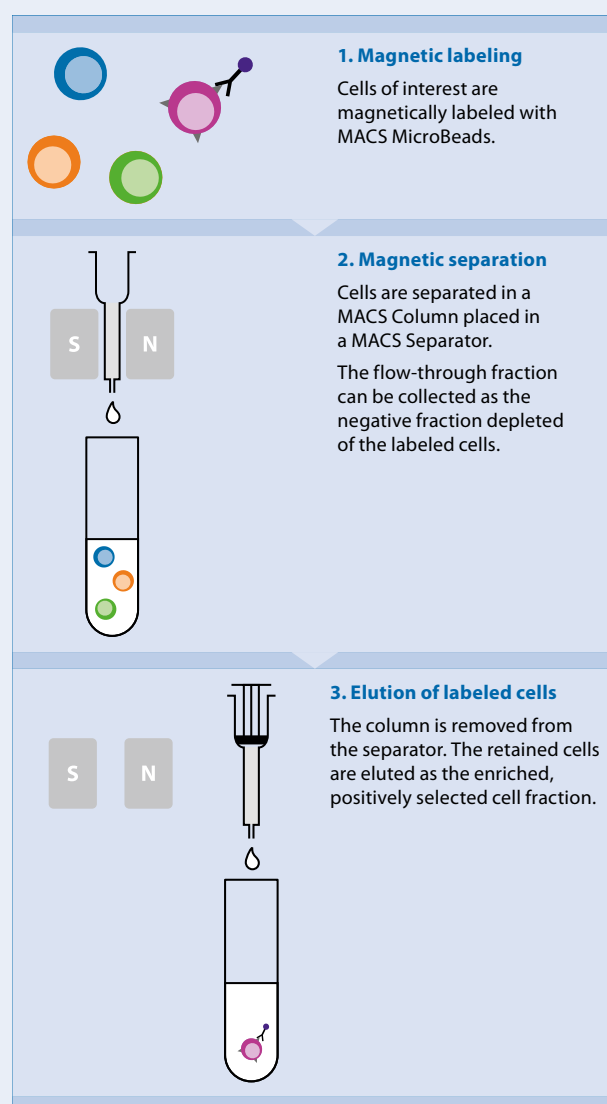 1. Magnetic labeling
Cells of interest are
magnetically labeled with
MACS MicroBeads.
2. Magnetic separation
Cells are separated in a
MACS Column placed in
a MACS Separator.
The flow-through fraction
can be collected as the
negative fraction depleted
of the labeled cells.
S N
3. Elution of labeled cells
The column is removed from
the separator. The retained cells
are eluted as the enriched,
positively selected cell fraction.
S N